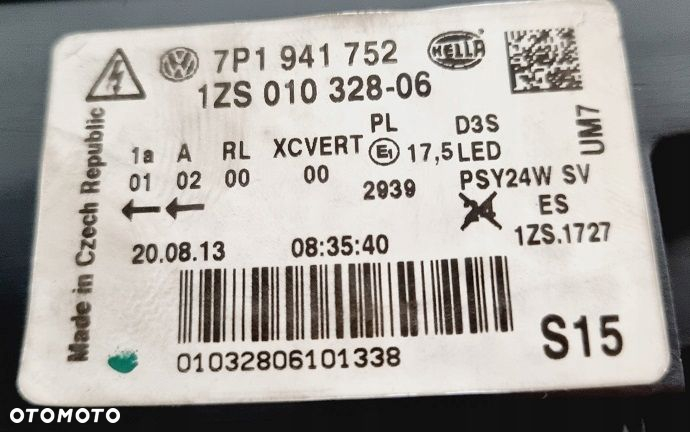 7P1 941 752
HELLA
1ZS 010 328-06
UM7
Made in Czech Republic
1a A RL XCVERT PL D3S
01 02 00 00 E1 17,5 LED
2939 PSY24W SV
24 ES
1ZS.1727
20.08.13 08:35:40
01032806101338
S15
OTOMOTO